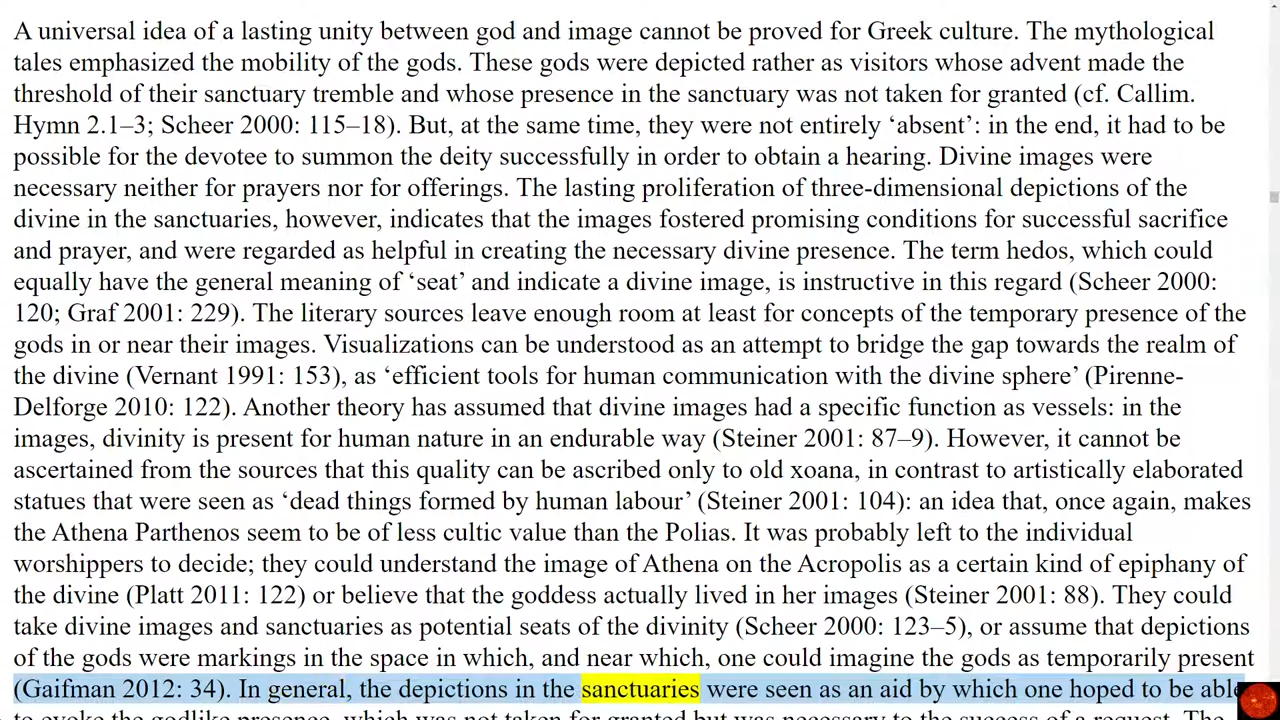 A universal idea of a lasting unity between god and image cannot be proved for Greek culture. The mythological
tales emphasized the mobility of the gods. These gods were depicted rather as visitors whose advent made the
threshold of their sanctuary tremble and whose presence in the sanctuary was not taken for granted (cf. Callim.
Hymn 2.1–3; Scheer 2000: 115–18). But, at the same time, they were not entirely ‘absent’: in the end, it had to be
possible for the devotee to summon the deity successfully in order to obtain a hearing. Divine images were
necessary neither for prayers nor for offerings. The lasting proliferation of three-dimensional depictions of the
divine in the sanctuaries, however, indicates that the images fostered promising conditions for successful sacrifice
and prayer, and were regarded as helpful in creating the necessary divine presence. The term hedos, which could
equally have the general meaning of ‘seat’ and indicate a divine image, is instructive in this regard (Scheer 2000:
120; Graf 2001: 229). The literary sources leave enough room at least for concepts of the temporary presence of the
gods in or near their images. Visualizations can be understood as an attempt to bridge the gap towards the realm of
the divine (Vernant 1991: 153), as ‘efficient tools for human communication with the divine sphere’ (Pirenne-
Delforge 2010: 122). Another theory has assumed that divine images had a specific function as vessels: in the
images, divinity is present for human nature in an endurable way (Steiner 2001: 87–9). However, it cannot be
ascertained from the sources that this quality can be ascribed only to old xoana, in contrast to artistically elaborated
statues that were seen as ‘dead things formed by human labour’ (Steiner 2001: 104): an idea that, once again, makes
the Athena Parthenos seem to be of less cultic value than the Polias. It was probably left to the individual
worshippers to decide; they could understand the image of Athena on the Acropolis as a certain kind of epiphany of
the divine (Platt 2011: 122) or believe that the goddess actually lived in her images (Steiner 2001: 88). They could
take divine images and sanctuaries as potential seats of the divinity (Scheer 2000: 123–5), or assume that depictions
of the gods were markings in the space in which, and near which, one could imagine the gods as temporarily present
(Gaifman 2012: 34). In general, the depictions in the sanctuaries were seen as an aid by which one hoped to be able
to evoke the godlike presence, which was not taken for granted but was necessary to the success of a request. The